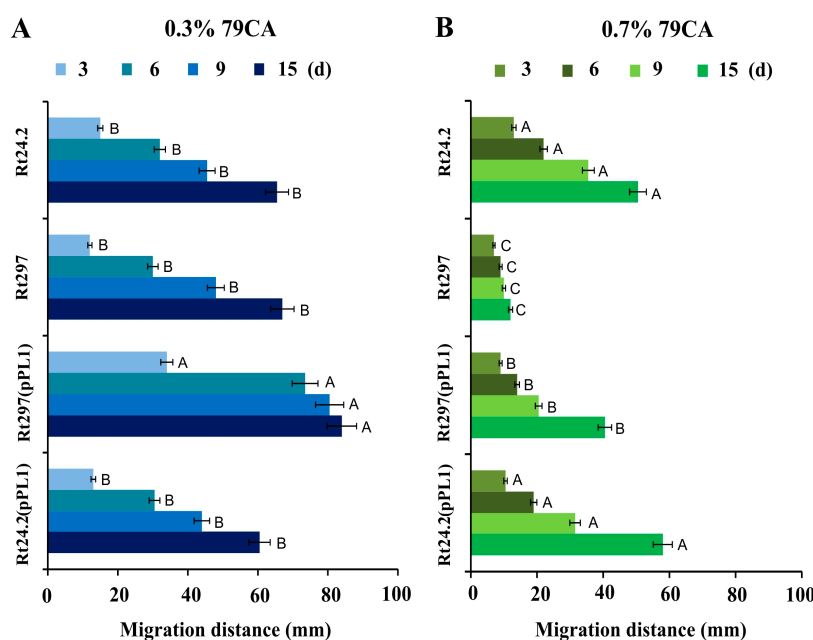 A 0.3% 79CA
3 6 9 15 (d)
Rt24.2
B
B
B
B
Rt297
B
B
B
B
Rt297(pPL1)
A
A
A
A
Rt24.2(pPL1)
B
B
B
B
0 20 40 60 80 100
Migration distance (mm)
B 0.7% 79CA
3 6 9 15 (d)
Rt24.2
A
A
A
A
Rt297
C
C
C
C
Rt297(pPL1)
B
B
B
B
Rt24.2(pPL1)
A
A
A
A
0 20 40 60 80 100
Migration distance (mm)